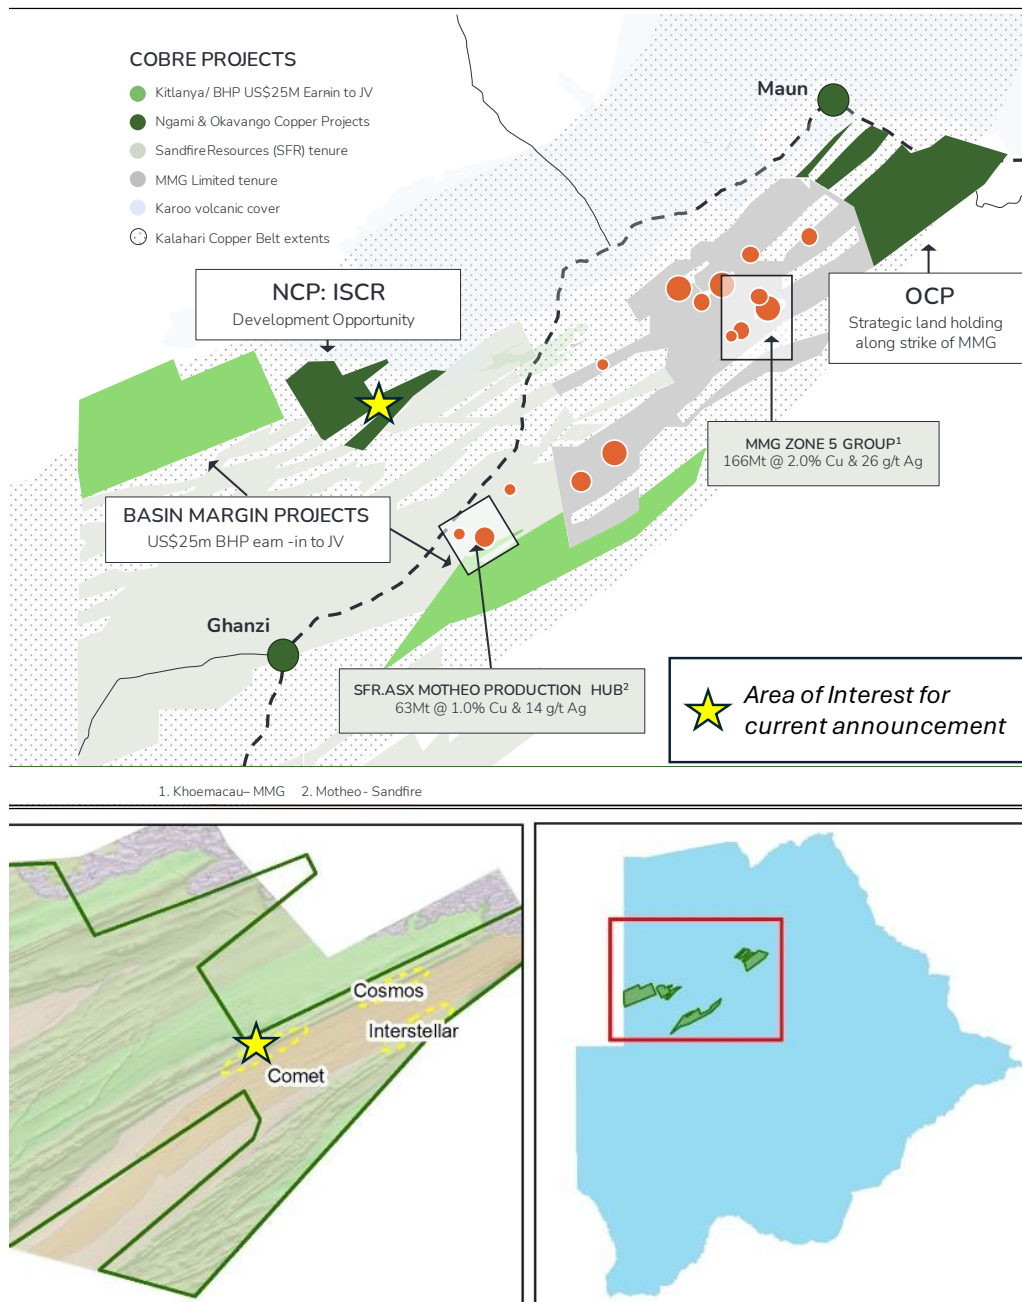 COBRE PROJECTS
Kitlanya/ BHP US$25M Earnin to JV
Ngami & Okavango Copper Projects
SandfireResources (SFR) tenure
MMG Limited tenure
Karoo volcanic cover
Kalahari Copper Belt extents
Maun
NCP: ISCR
Development Opportunity
OCP
Strategic land holding
along strike of MMG
MMG ZONE 5 GROUP1
166Mt @ 2.0% Cu & 26 g/t Ag
BASIN MARGIN PROJECTS
US$25m BHP earn -in to JV
Ghanzi
SFR.ASX MOTHEO PRODUCTION HUB2
63Mt @ 1.0% Cu & 14 g/t Ag
Area of Interest for
current announcement
1. Khoemacau– MMG 2. Motheo - Sandfire
Cosmos
Interstellar
Comet